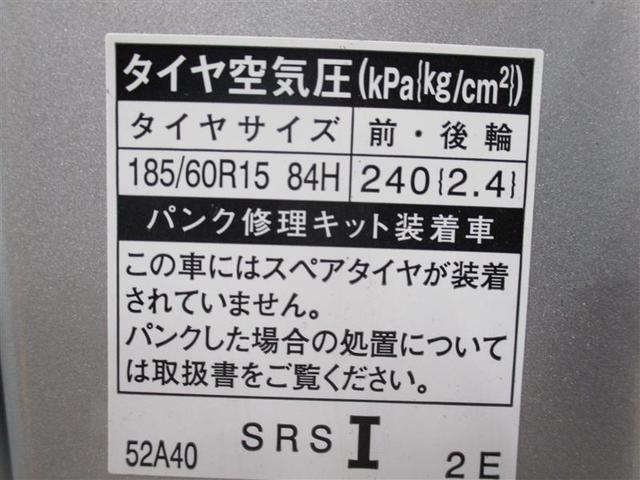 タイヤ空気圧(kPa{kg/cm²})
タイヤサイズ 前・後輪
185/60R15 84H 240{2.4}
パンク修理キット装着車
この車にはスペアタイヤが装着
されていません。
パンクした場合の処置について
は取扱書をご覧ください。
52A40 SRS I 2E